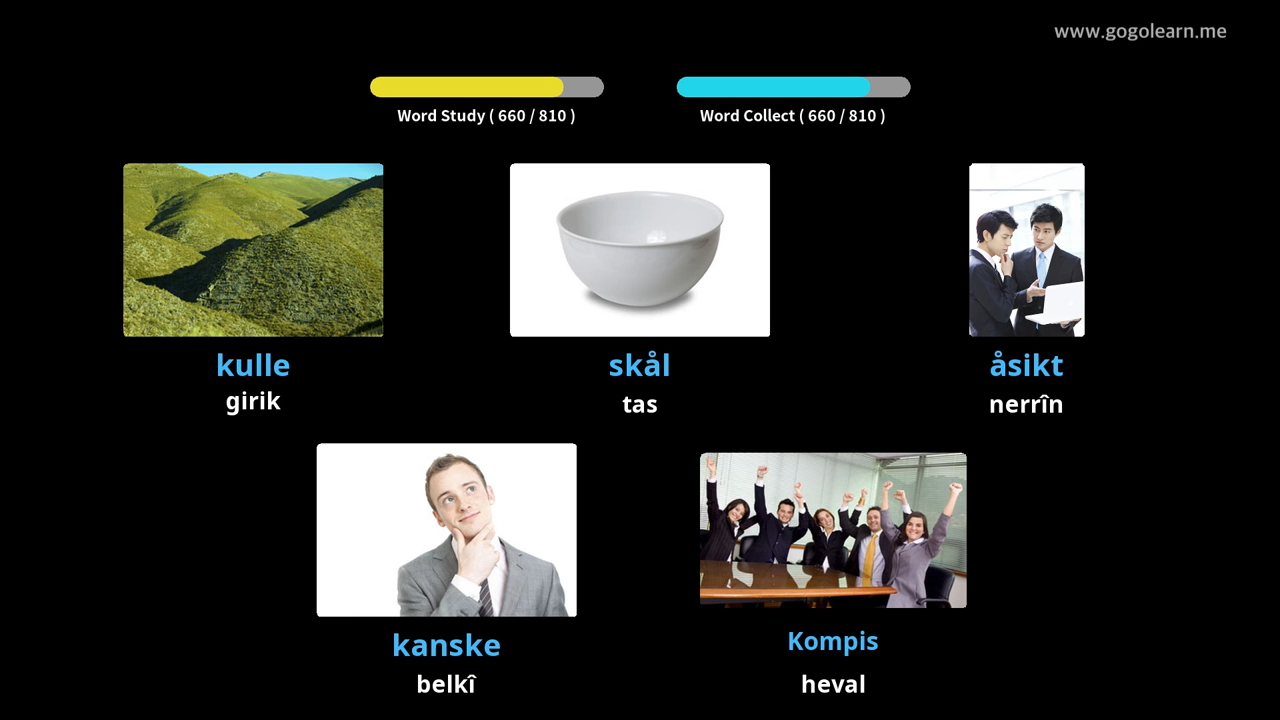 www.gogolearn.me
Word Study ( 660 / 810 )
Word Collect ( 660 / 810 )
kulle
girik
skål
tas
åsikt
nerrîn
kanske
belkî
Kompis
heval